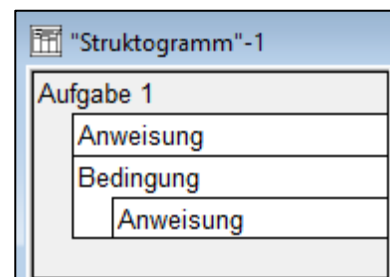 "Struktogramm"-1
Aufgabe 1
Anweisung
Bedingung
Anweisung